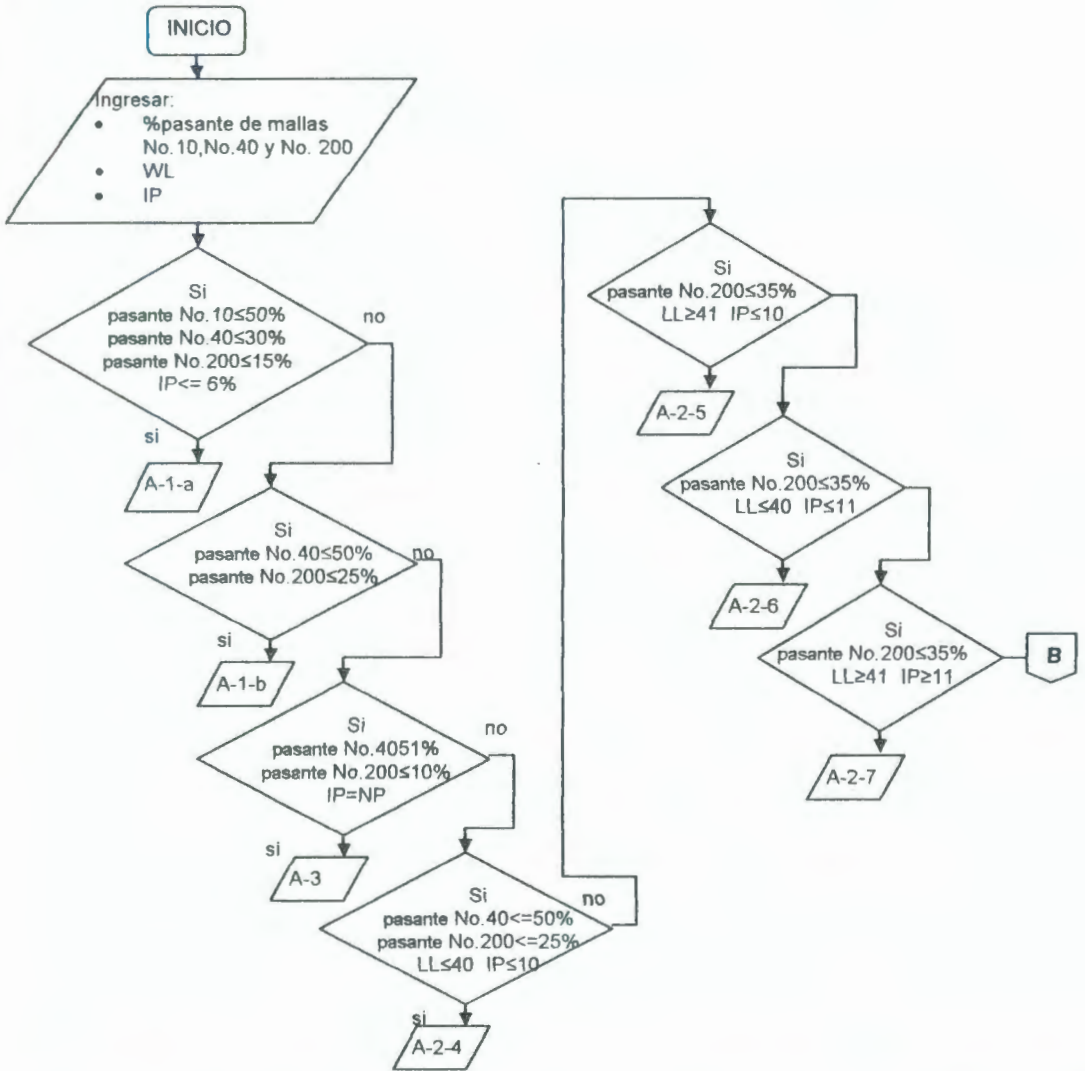 INICIO
Ingresar:
• %pasante de mallas
No.10,No.40 y No. 200
• WL
• IP
Si
pasante No.10≤50%
pasante No.40≤30%
pasante No.200≤15%
IP<= 6%
no
si
A-1-a
Si
pasante No.40≤50%
pasante No.200≤25%
no
si
A-1-b
Si
pasante No.4051%
pasante No.200≤10%
IP=NP
no
si
A-3
Si
pasante No.40<=50%
pasante No.200<=25%
LL≤40 IP≤10
no
si
A-2-4
Si
pasante No.200≤35%
LL≥41 IP≤10
A-2-5
Si
pasante No.200≤35%
LL≤40 IP≤11
A-2-6
Si
pasante No.200≤35%
LL≥41 IP≥11
B
A-2-7